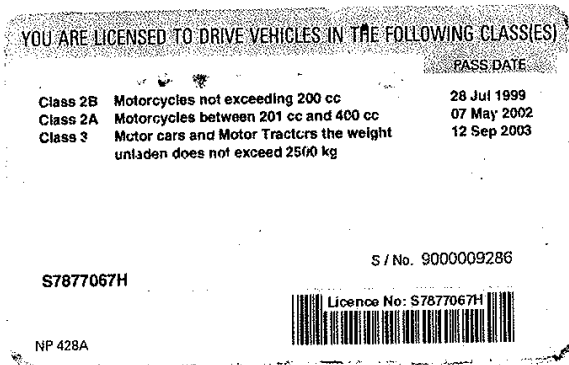 YOU ARE LICENSED TO DRIVE VEHICLES IN THE FOLLOWING CLASS(ES)
PASS DATE
Class 2B Motorcycles not exceeding 200 cc 28 Jul 1999
Class 2A Motorcycles between 201 cc and 400 cc 07 May 2002
Class 3 Motor cars and Motor Tractors the weight 12 Sep 2003
unladen does not exceed 2500 kg
S / No. 9000009286
S7877067H
Licence No: S7877067H
NP 428A